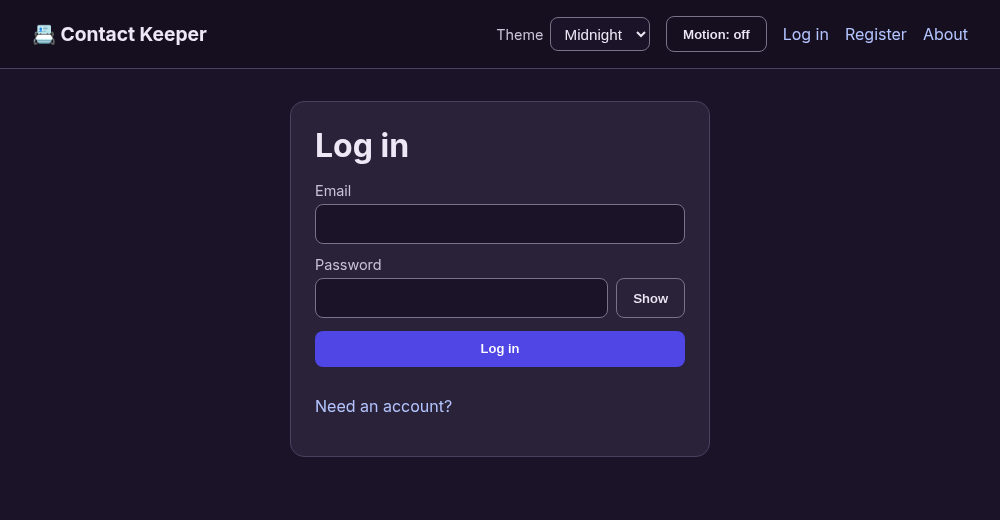 Contact Keeper
Theme Midnight Motion: off Log in Register About
Log in
Email
Password
Show
Log in
Need an account?